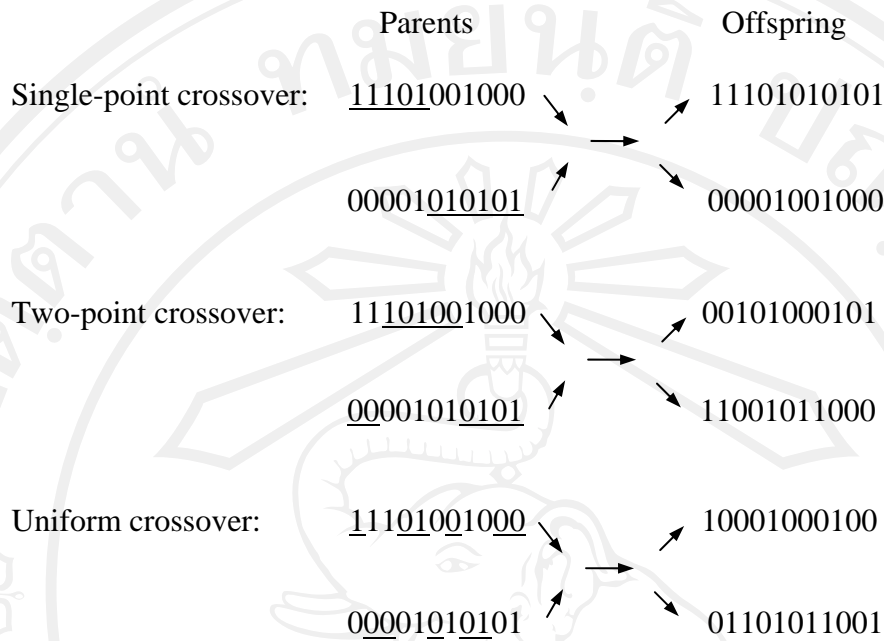 Parents Offspring
Single-point crossover: 11101001000 11101010101
00001010101 00001001000
Two-point crossover: 11101001000 00101000101
00001010101 11001011000
Uniform crossover: 11101001000 10001000100
00001010101 01101011001